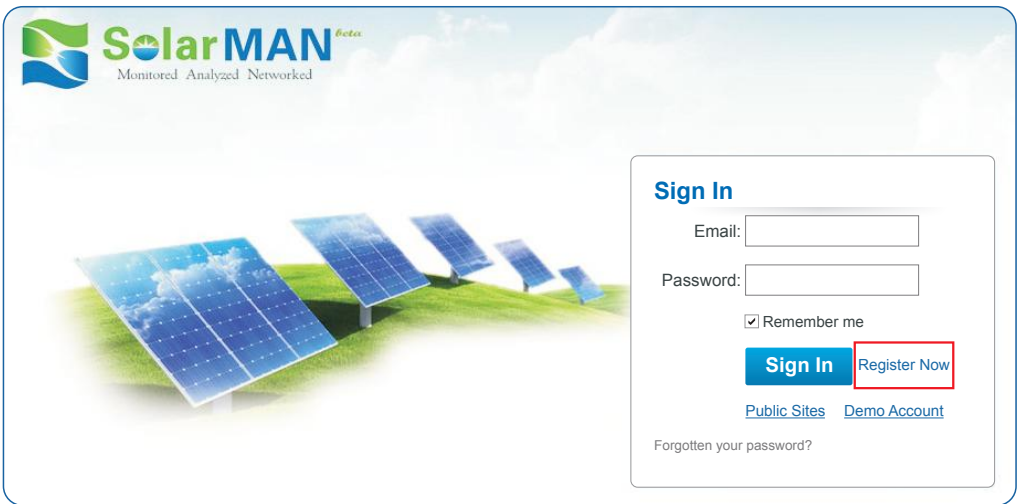 SolarMAN beta
Monitored Analyzed Networked
Sign In
Email:
Password:
Remember me
Sign In Register Now
Public Sites Demo Account
Forgotten your password?